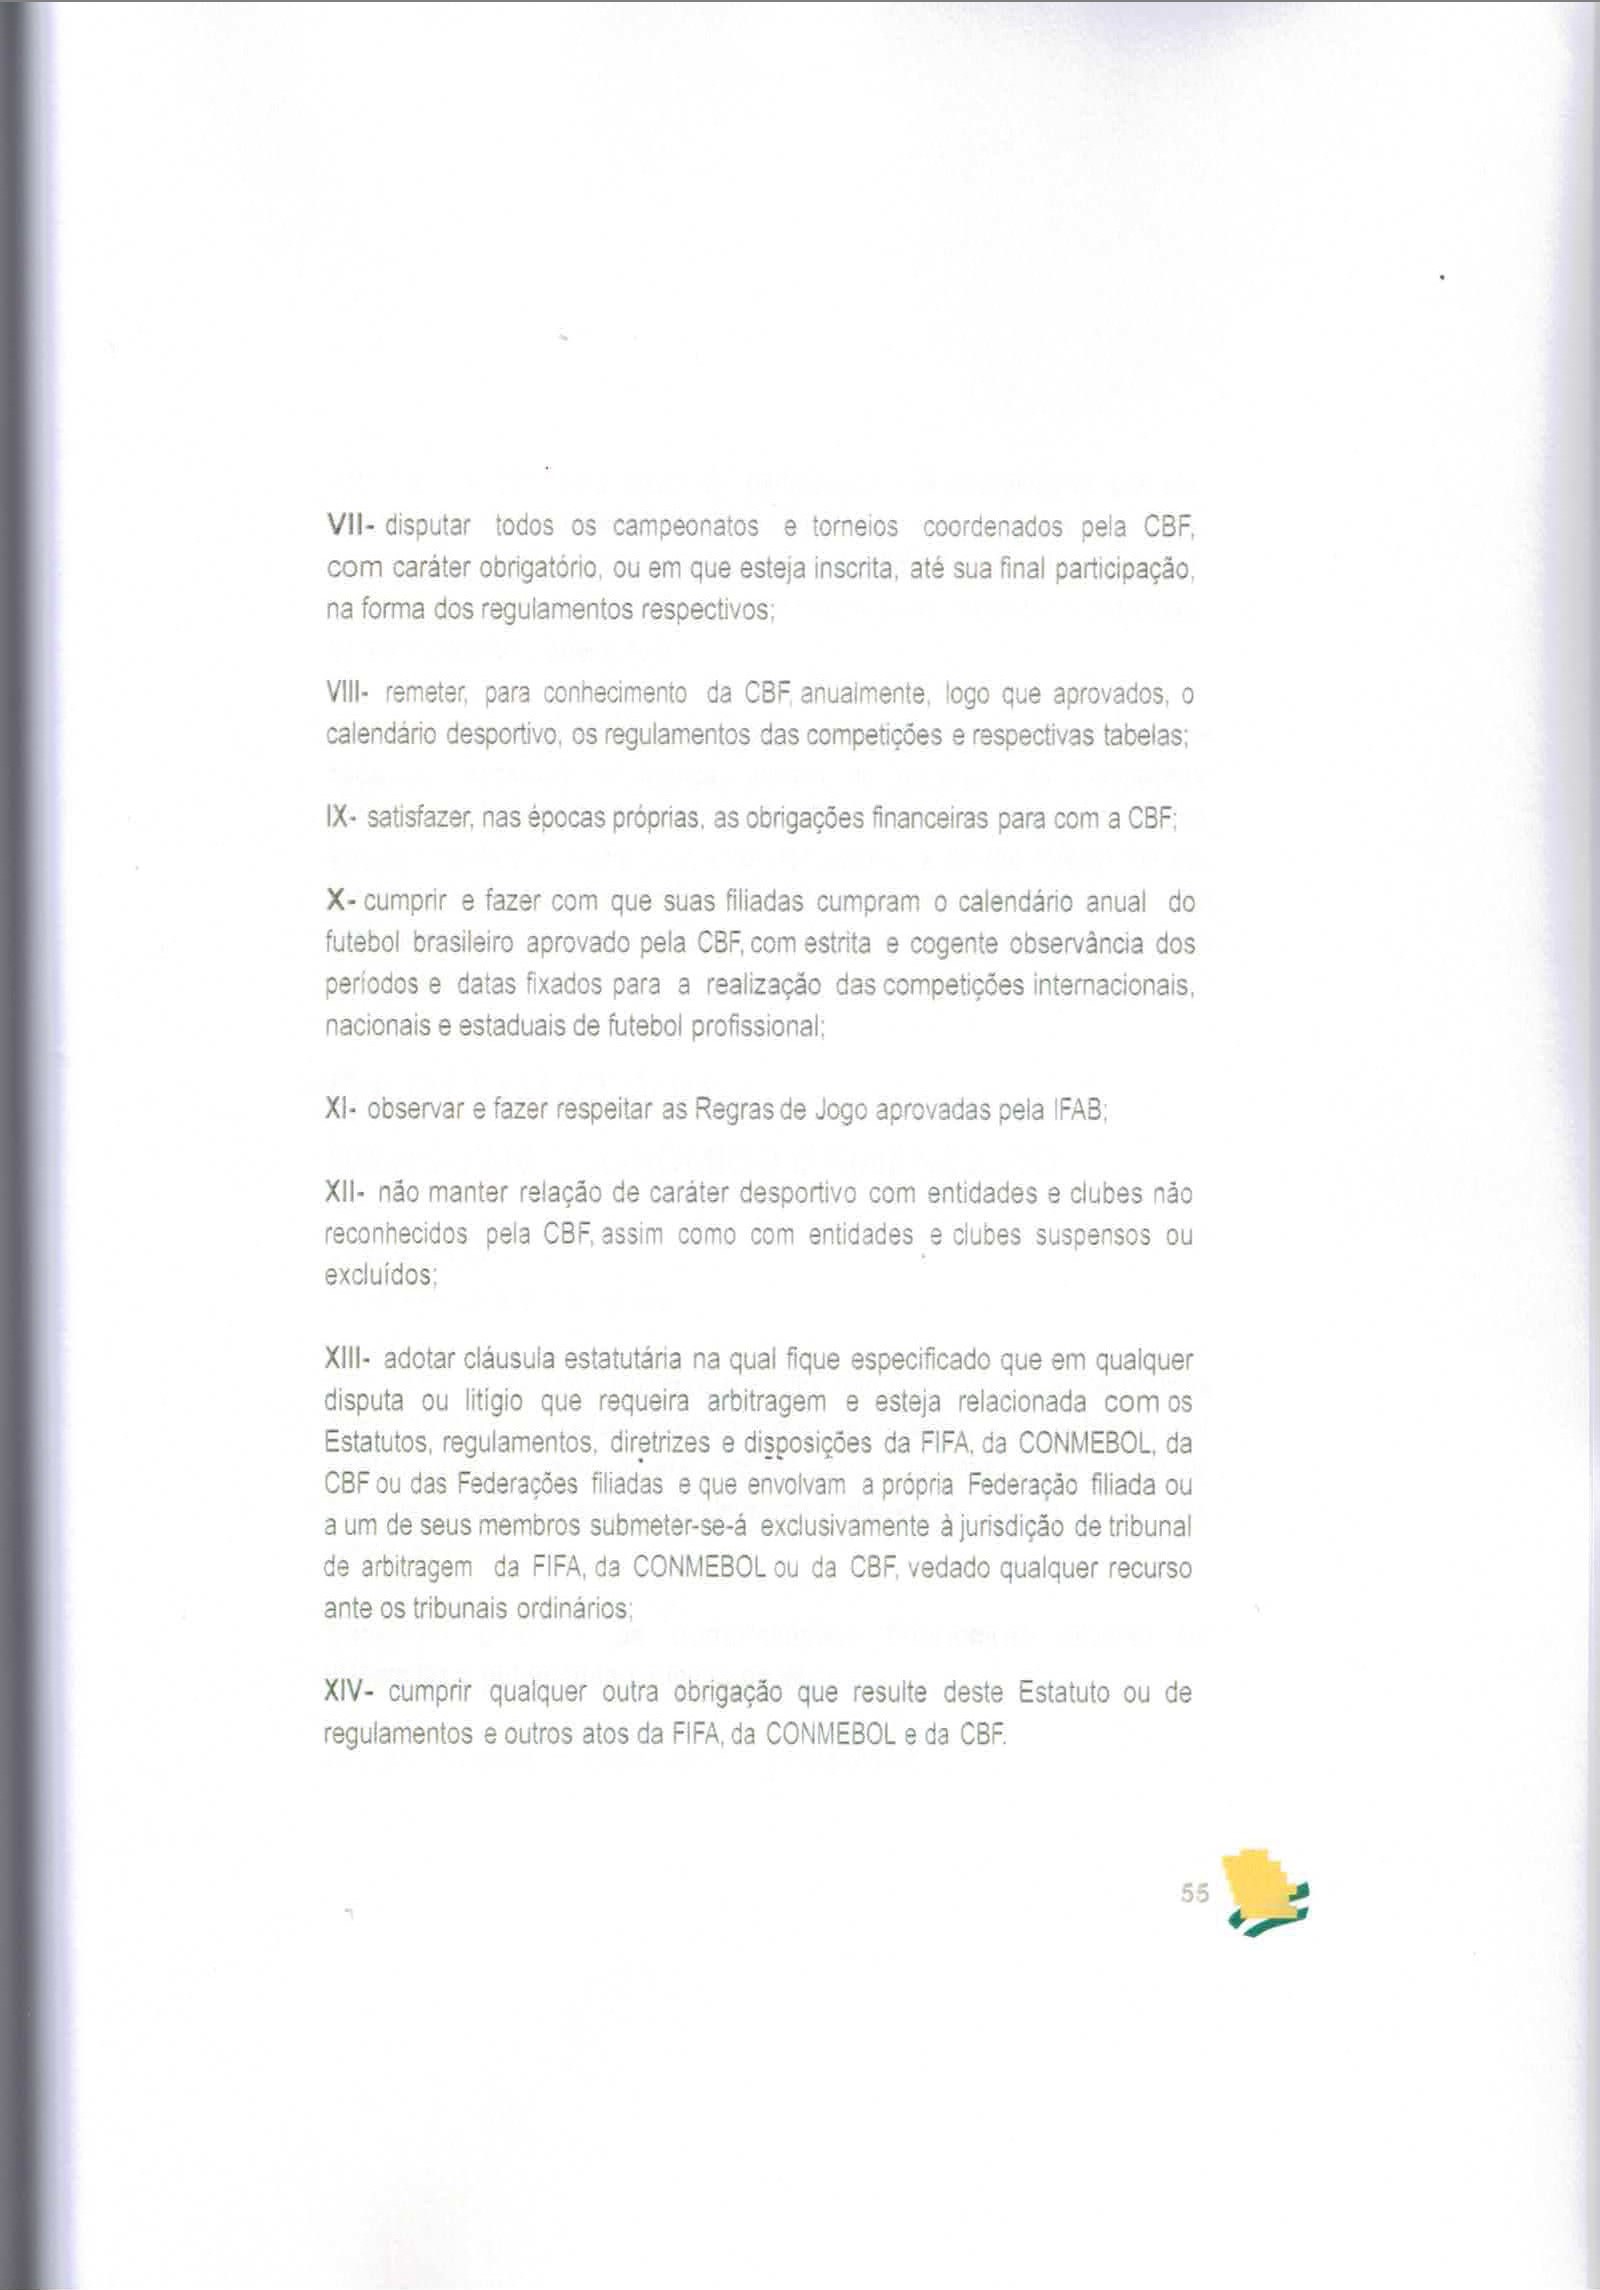 VII- disputar todos os campeonatos e torneios coordenados pela CBF,
com caráter obrigatório, ou em que esteja inscrita, até sua final participação,
na forma dos regulamentos respectivos;
VIII- remeter, para conhecimento da CBF, anualmente, logo que aprovados, o
calendário desportivo, os regulamentos das competições e respectivas tabelas;
IX- satisfazer, nas épocas próprias, as obrigações financeiras para com a CBF;
X- cumprir e fazer com que suas filiadas cumpram o calendário anual do
futebol brasileiro aprovado pela CBF, com estrita e cogente observância dos
períodos e datas fixados para a realização das competições internacionais,
nacionais e estaduais de futebol profissional;
XI- observar e fazer respeitar as Regras de Jogo aprovadas pela IFAB;
XII- não manter relação de caráter desportivo com entidades e clubes não
reconhecidos pela CBF, assim como com entidades e clubes suspensos ou
excluídos;
XIII- adotar cláusula estatutária na qual fique especificado que em qualquer
disputa ou litígio que requeira arbitragem e esteja relacionada com os
Estatutos, regulamentos, diretrizes e disposições da FIFA, da CONMEBOL, da
CBF ou das Federações filiadas e que envolvam a própria Federação filiada ou
a um de seus membros submeter-se-á exclusivamente à jurisdição de tribunal
de arbitragem da FIFA, da CONMEBOL ou da CBF, vedado qualquer recurso
ante os tribunais ordinários;
XIV- cumprir qualquer outra obrigação que resulte deste Estatuto ou de
regulamentos e outros atos da FIFA, da CONMEBOL e da CBF.
55